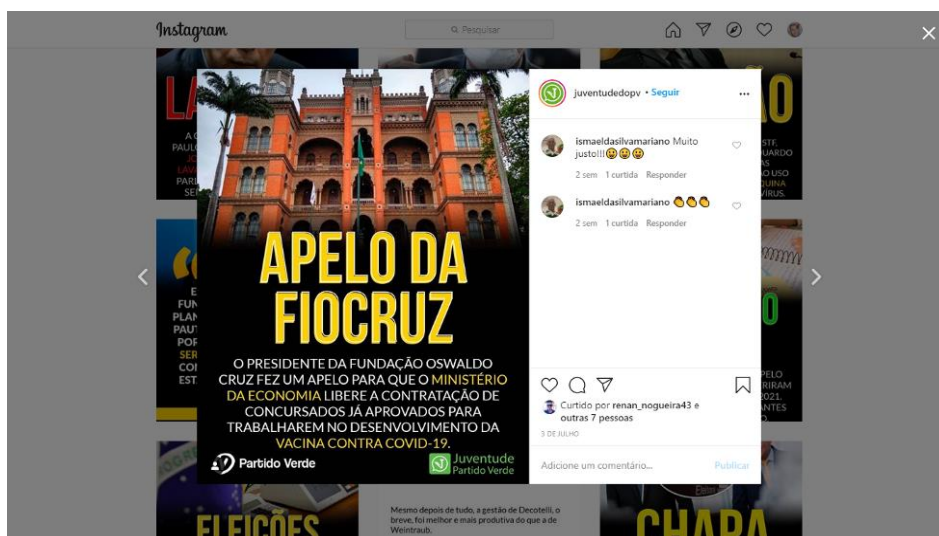 Instagram
Pesquisar
LA
ÃO
APELO DA
FIOCRUZ
O PRESIDENTE DA FUNDAÇÃO OSWALDO
CRUZ FEZ UM APELO PARA QUE O MINISTÉRIO
DA ECONOMIA LIBERE A CONTRATAÇÃO DE
CONCURSADOS JÁ APROVADOS PARA
TRABALHAREM NO DESENVOLVIMENTO DA
VACINA CONTRA COVID-19.
Partido Verde
Juventude
Partido Verde
juventudedopv • Seguir
ismaeldasilvamariano Muito
justo!!!😉😉😉
2 sem 1 curtida Responder
ismaeldasilvamariano 👏👏👏
2 sem 1 curtida Responder
Curtido por renan_nogueira43 e
outras 7 pessoas
3 DE JULHO
Adicione um comentário... Publicar
ELEIÇÕES
Mesmo depois de tudo, a gestão de Decotelli, o
breve, foi melhor e mais produtiva do que a de
Weintraub.
CHAPA